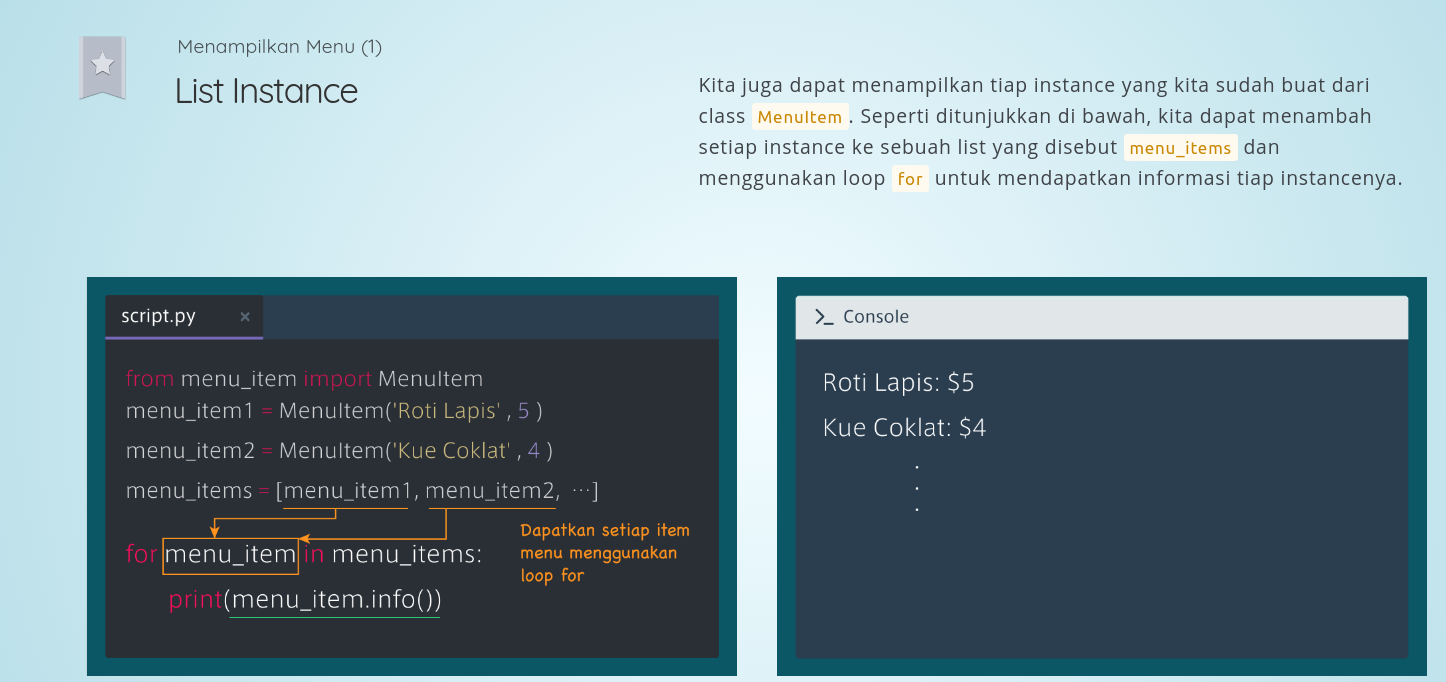 Menampilkan Menu (1)
List Instance
Kita juga dapat menampilkan tiap instance yang kita sudah buat dari
class MenuItem. Seperti ditunjukkan di bawah, kita dapat menambah
setiap instance ke sebuah list yang disebut menu_items dan
menggunakan loop for untuk mendapatkan informasi tiap instancenya.
script.py ×
from menu_item import MenuItem
menu_item1 = MenuItem('Roti Lapis' , 5 )
menu_item2 = MenuItem('Kue Coklat' , 4 )
menu_items = [menu_item1, menu_item2, ···]
for menu_item in menu_items:
print(menu_item.info())
Dapatkan setiap item
menu menggunakan
loop for
>_ Console
Roti Lapis: $5
Kue Coklat: $4
.
.
.